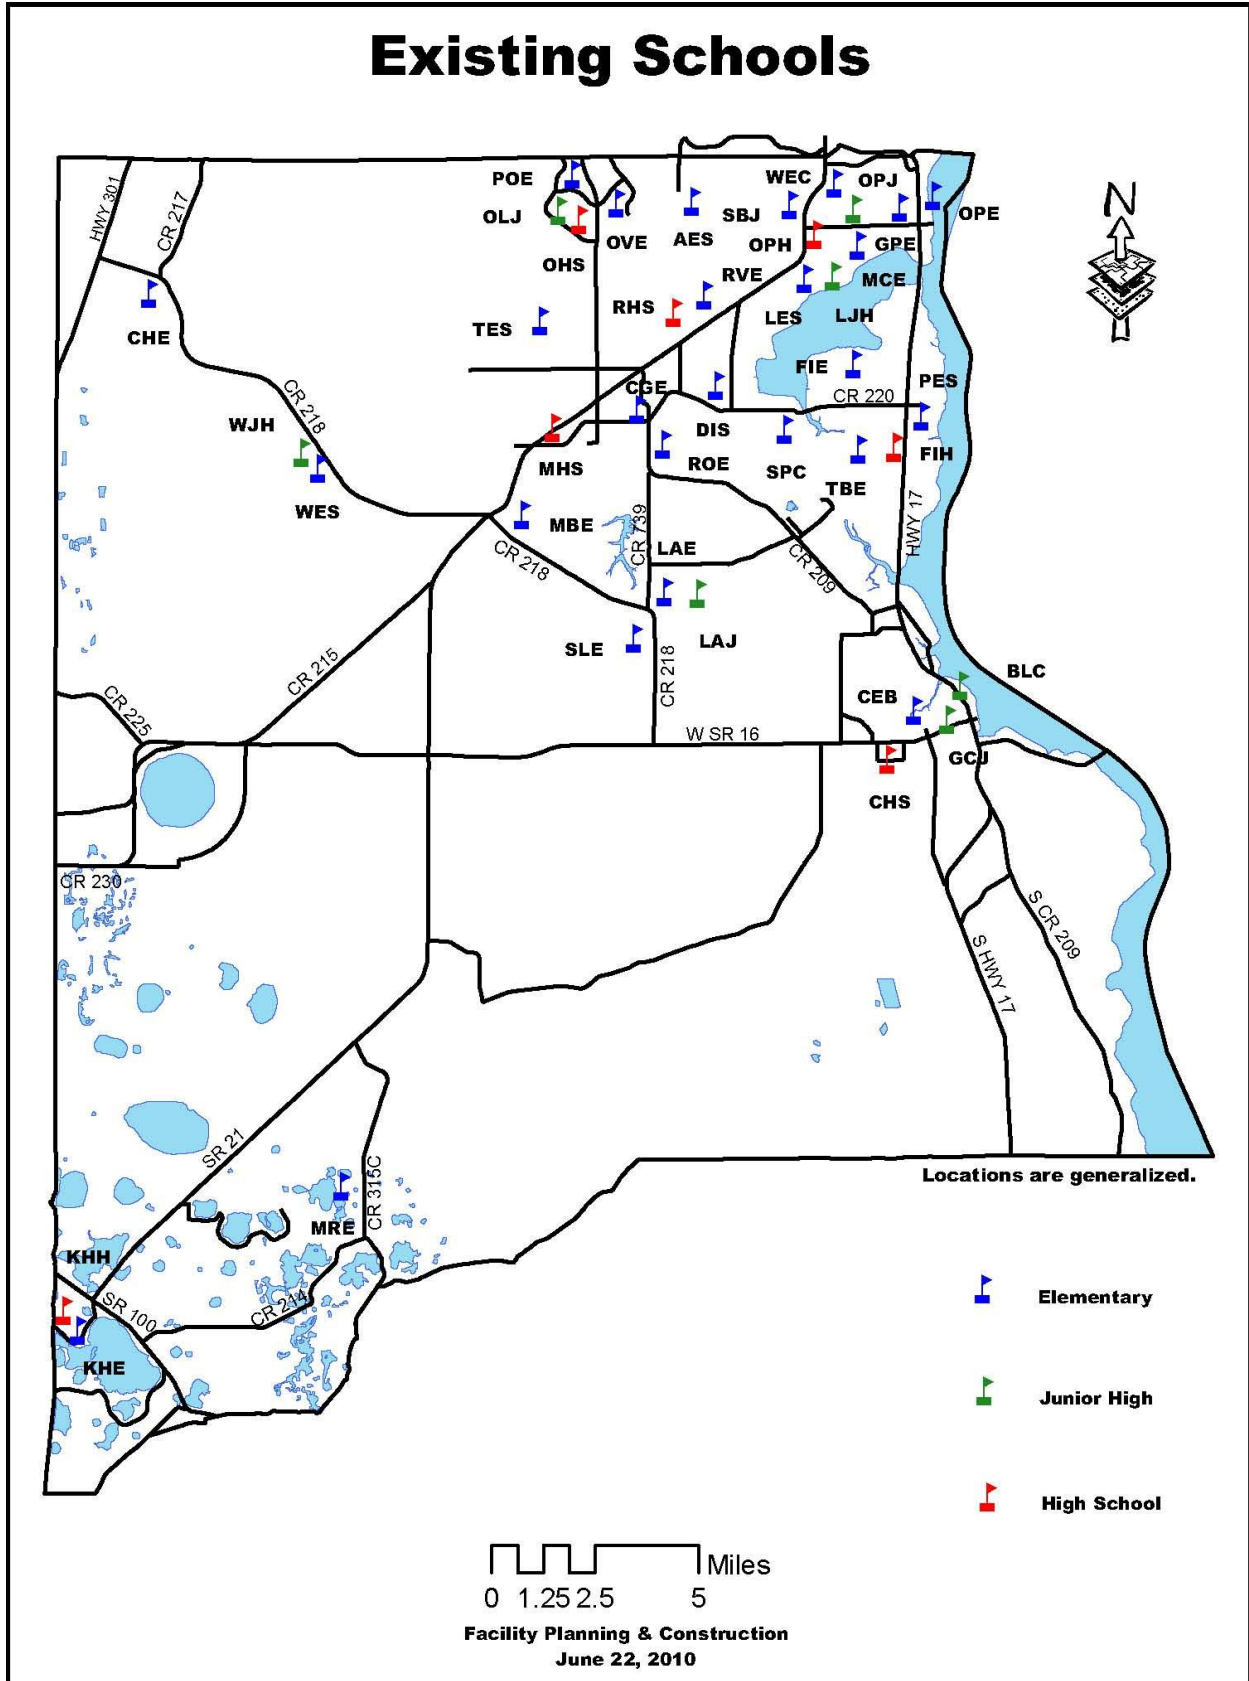 Existing Schools
N
HWY 301
CR 217
POE
WEC
OPJ
OLJ
SBJ
OPE
OVE
AES
OPH
GPE
OHS
RVE
MCE
RHS
LES
LJH
TES
CHE
FIE
PES
CGE
CR 220
CR 218
WJH
DIS
FIH
MHS
ROE
SPC
TBE
WES
MBE
CR 739
HWY 17
LAE
CR 218
CR 209
SLE
LAJ
CR 218
CR 215
BLC
CEB
CR 225
W SR 16
GCJ
CHS
CR 230
S CR 209
S HWY 17
SR 21
CR 315C
Locations are generalized.
MRE
KHH
SR 100
CR 214
KHE
Elementary
Junior High
High School
Miles
0 1.25 2.5 5
Facility Planning & Construction
June 22, 2010